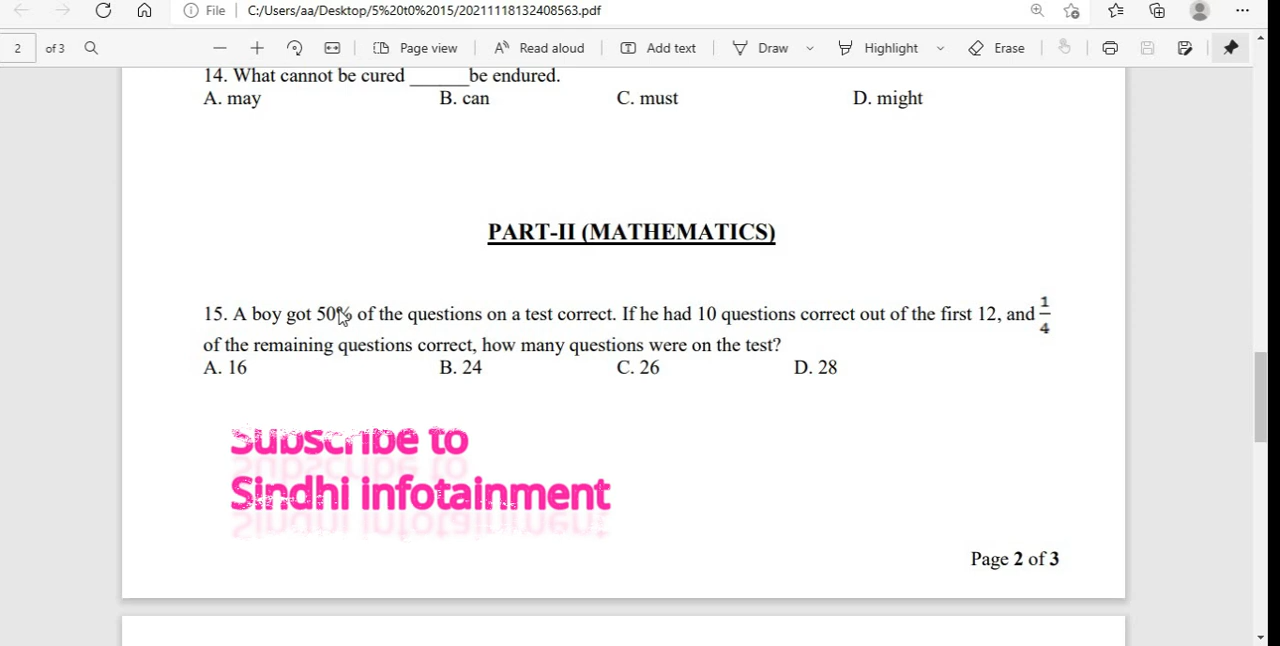 File | C:/Users/aa/Desktop/5%20t0%2015/20211118132408563.pdf
2 of 3 Page view Read aloud Add text Draw Highlight Erase
14. What cannot be cured ______be endured.
A. may B. can C. must D. might
PART-II (MATHEMATICS)
15. A boy got 50% of the questions on a test correct. If he had 10 questions correct out of the first 12, and 1/4
of the remaining questions correct, how many questions were on the test?
A. 16 B. 24 C. 26 D. 28
Subscribe to
Sindhi infotainment
Page 2 of 3